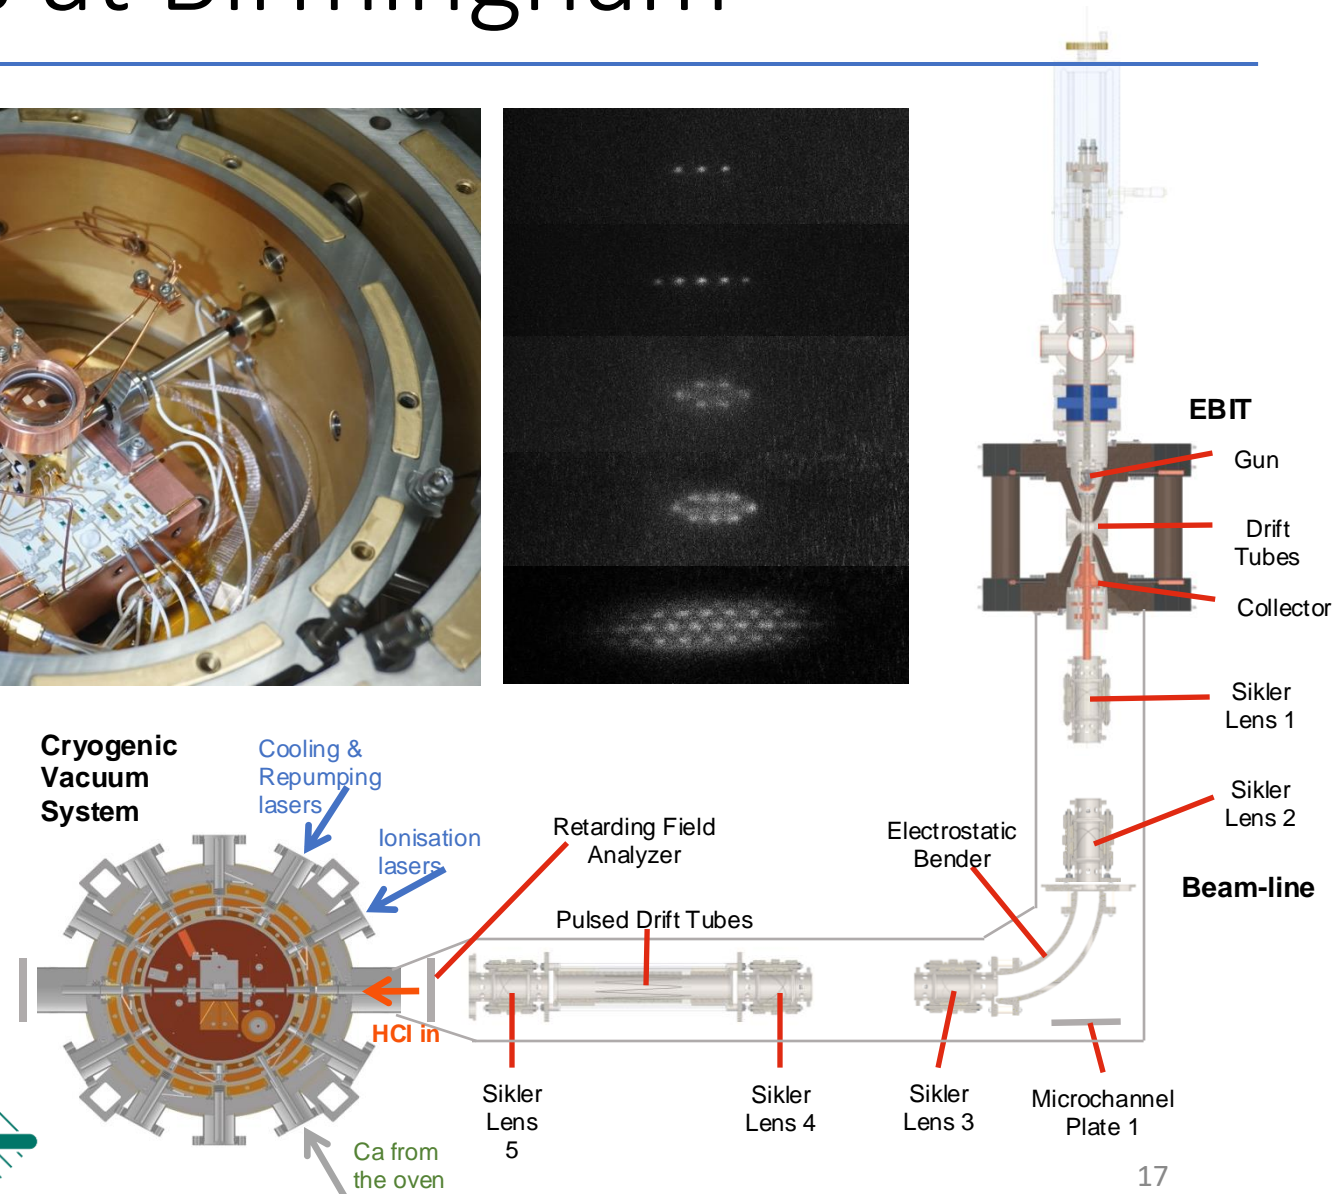 at Birmingham
EBIT
Gun
Drift
Tubes
Collector
Sikler
Lens 1
Sikler
Lens 2
Beam-line
Cryogenic
Vacuum
System
Cooling &
Repumping
lasers
Ionisation
lasers
Retarding Field
Analyzer
Electrostatic
Bender
Pulsed Drift Tubes
HCI in
Sikler
Lens
5
Sikler
Lens 4
Sikler
Lens 3
Microchannel
Plate 1
Ca from
the oven
17